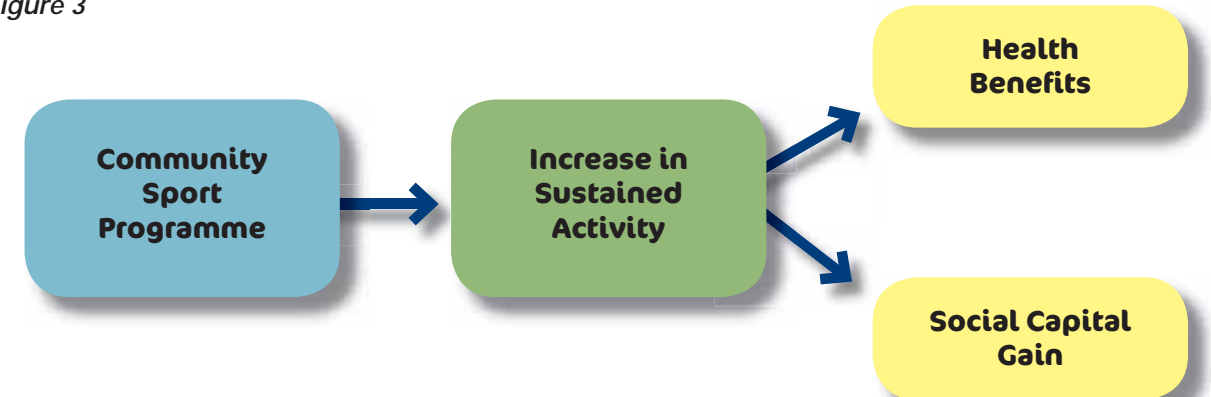 igure 3
Health
Benefits
Community
Sport
Programme
Increase in
Sustained
Activity
Social Capital
Gain